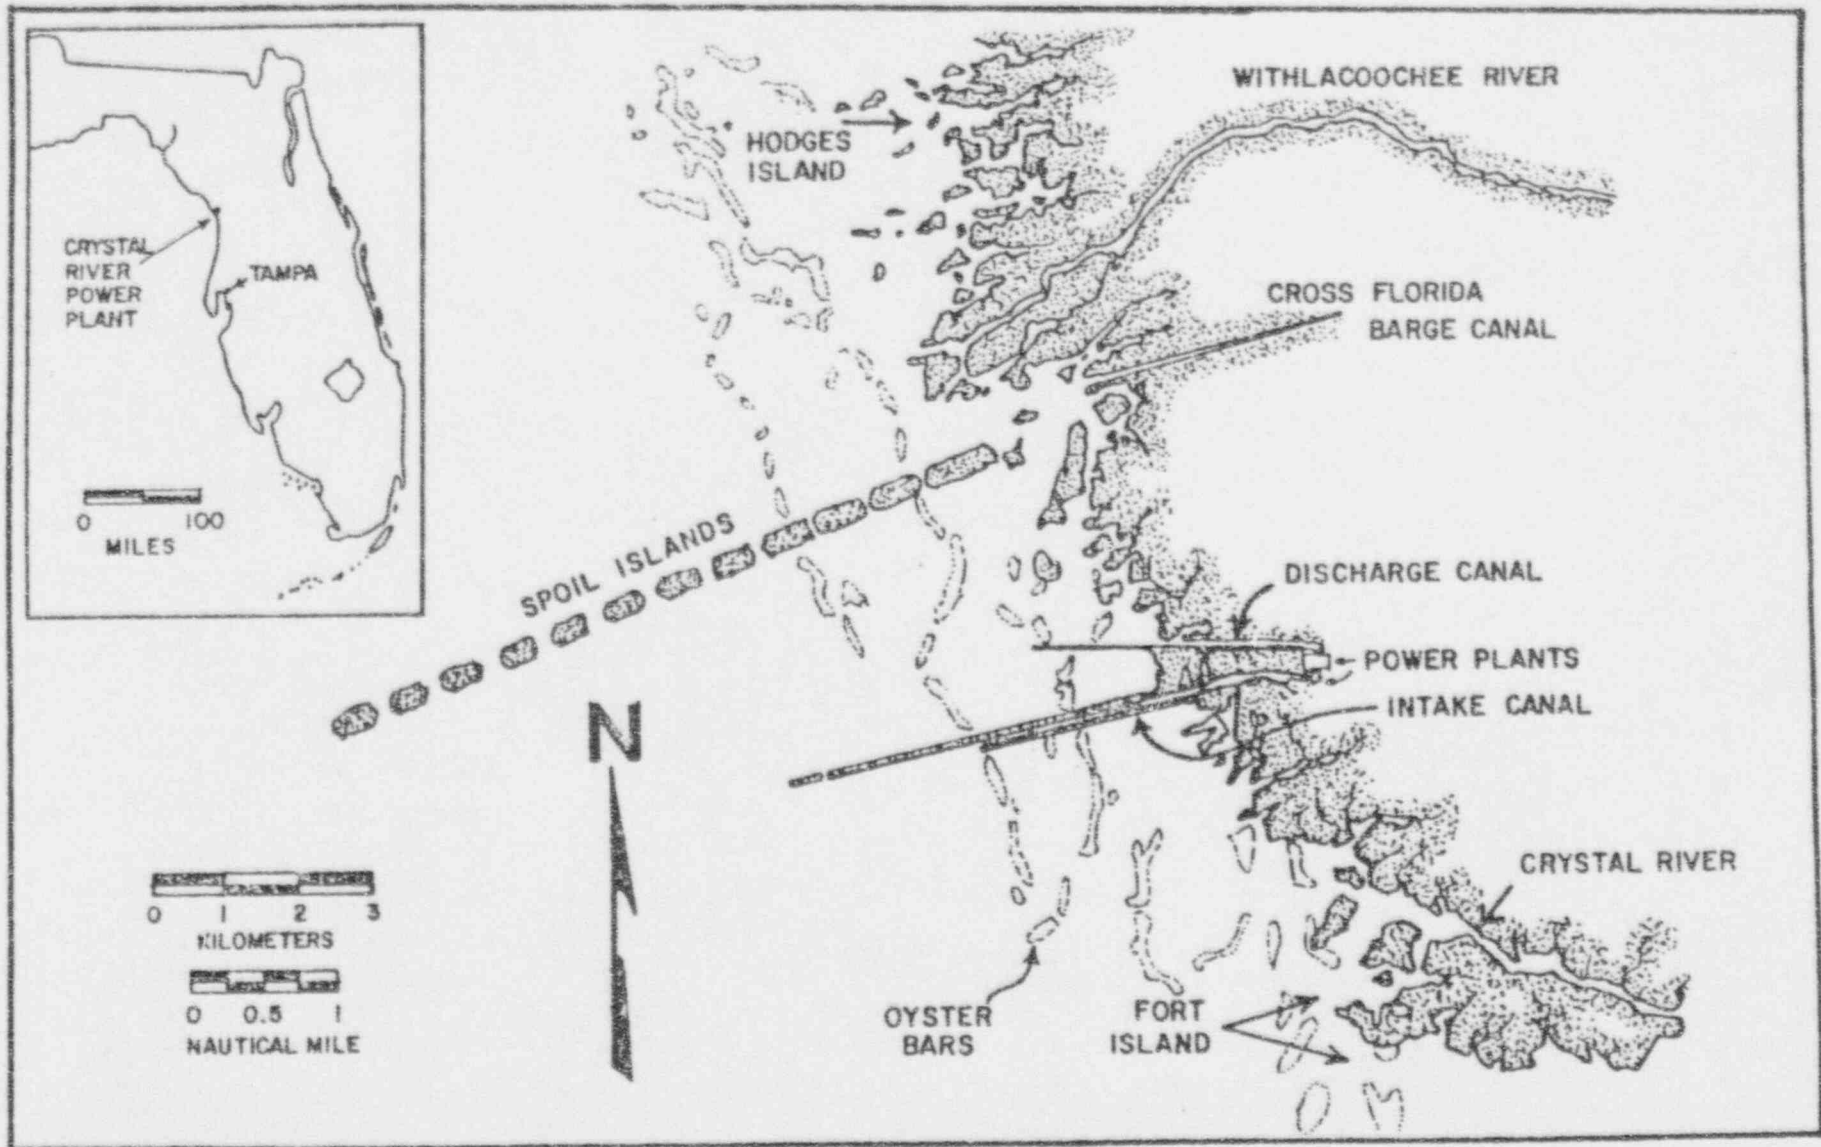 WITHLACOOCHEE RIVER
HODGES
ISLAND
CRYSTAL
RIVER
POWER
PLANT
TAMPA
0 100
MILES
CROSS FLORIDA
BARGE CANAL
SPOIL ISLANDS
DISCHARGE CANAL
POWER PLANTS
INTAKE CANAL
N
CRYSTAL RIVER
0 1 2 3
KILOMETERS
0 0.5 1
NAUTICAL MILE
OYSTER
BARS
FORT
ISLAND